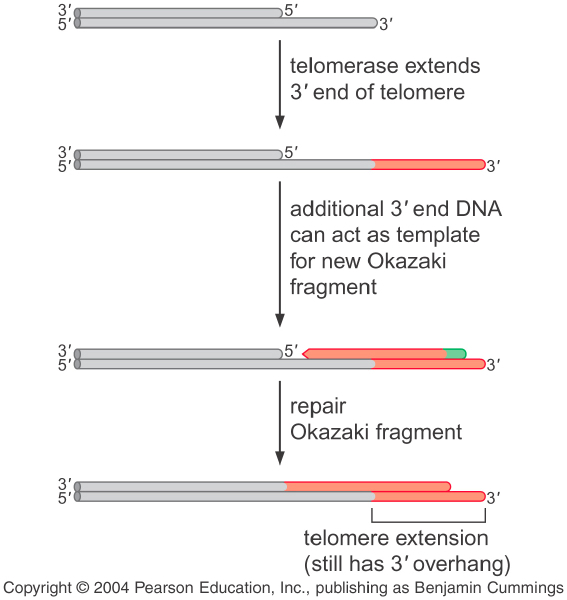 3′ 5′
5′ 3′
telomerase extends
3′ end of telomere
3′ 5′
5′ 3′
additional 3′ end DNA
can act as template
for new Okazaki
fragment
3′ 5′
5′ 3′
repair
Okazaki fragment
3′
5′ 3′
telomere extension
(still has 3′ overhang)
Copyright © 2004 Pearson Education, Inc., publishing as Benjamin Cummings